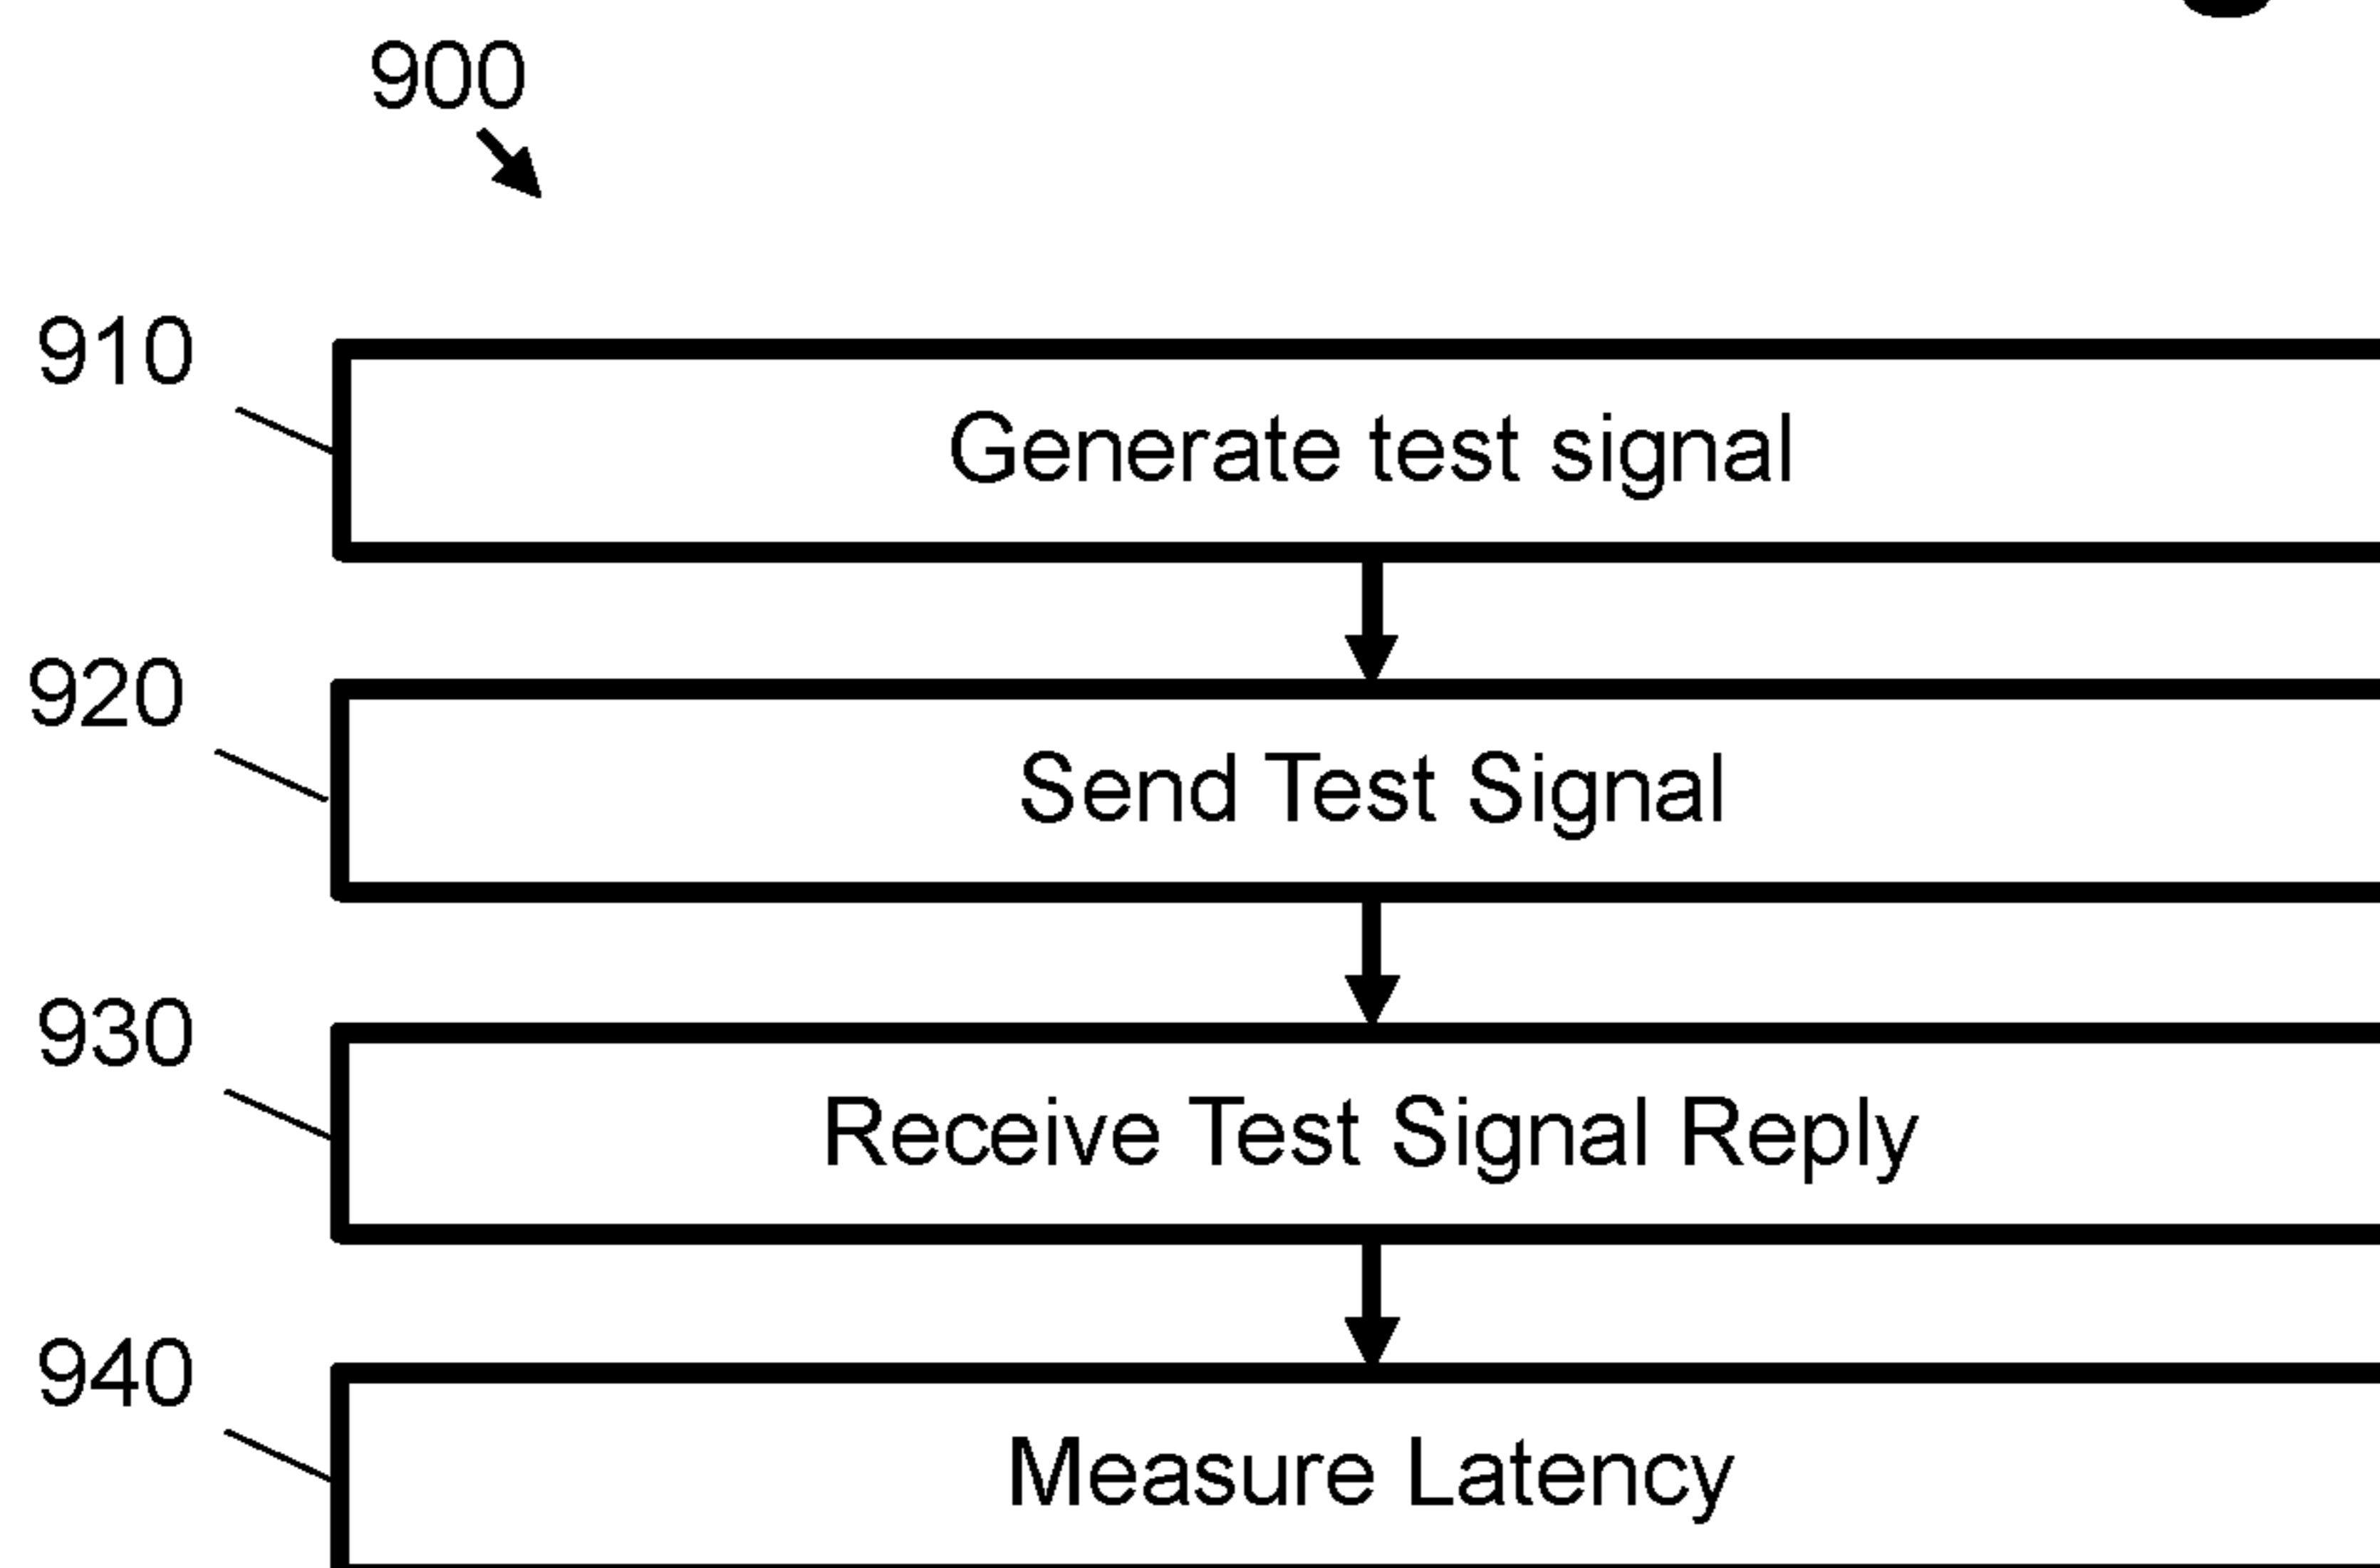 900
910
Generate test signal
920
Send Test Signal
930
Receive Test Signal Reply
940
Measure Latency